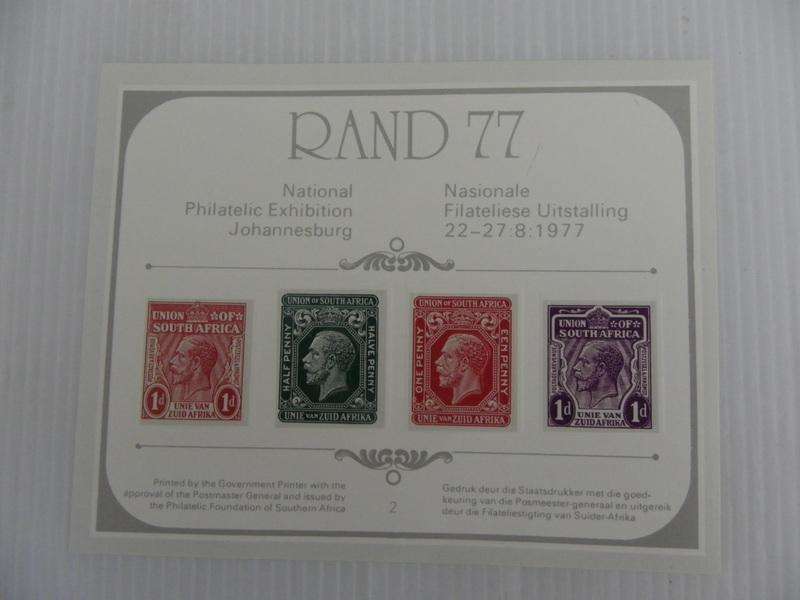 RAND 77
National
Philatelic Exhibition
Johannesburg
Nasionale
Filateliese Uitstalling
22-27:8:1977
UNION OF
SOUTH AFRICA
1d 1d
UNIE VAN
ZUID AFRIKA
UNION OF SOUTH AFRICA
HALF PENNY
HALVE PENNY
UNIE VAN
ZUID AFRIKA
UNION OF SOUTH AFRICA
ONE PENNY
EEN PENNY
UNIE VAN
ZUID AFRIKA
UNION OF
SOUTH AFRICA
1d 1d
UNIE VAN
ZUID AFRIKA
Printed by the Government Printer with the
approval of the Postmaster General and issued by
the Philatelic Foundation of Southern Africa
2
Gedruk deur die Staatsdrukker met die goed-
keuring van die Posmeester-generaal en uitgereik
deur die Filateliestigting van Suider-Afrika